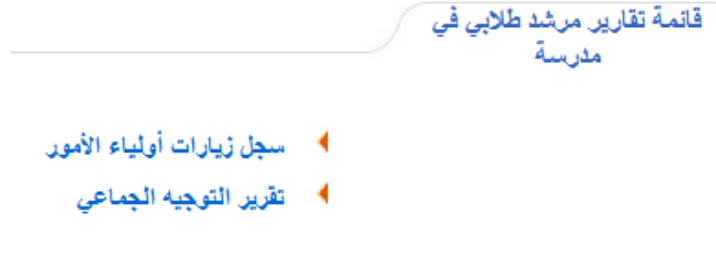 قائمة تقارير مرشد طلابي في
مدرسة
سجل زيارات أولياء الأمور
تقرير التوجيه الجماعي